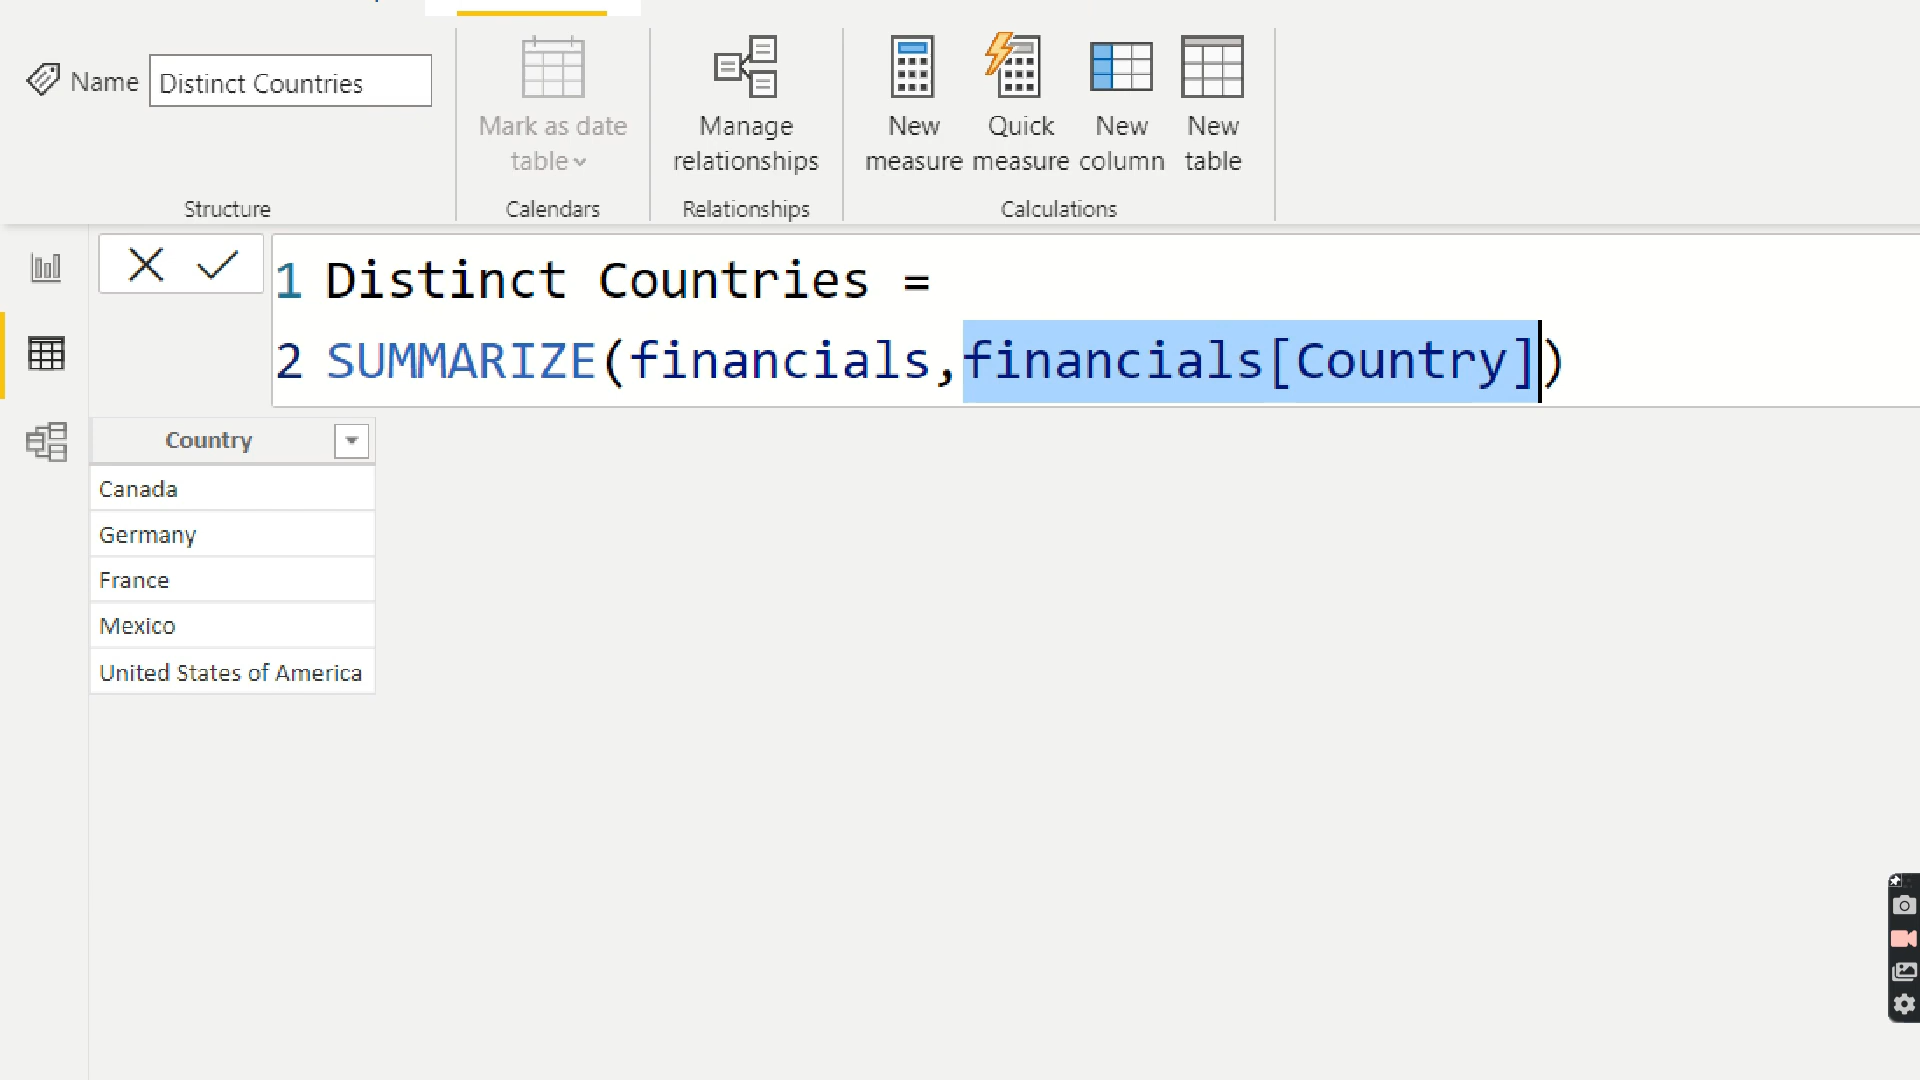 Name Distinct Countries
Mark as date
table
Manage
relationships
New
measure
Quick
measure
New
column
New
table
Structure
Calendars
Relationships
Calculations
1 Distinct Countries =
2 SUMMARIZE(financials,financials[Country])
Country
Canada
Germany
France
Mexico
United States of America